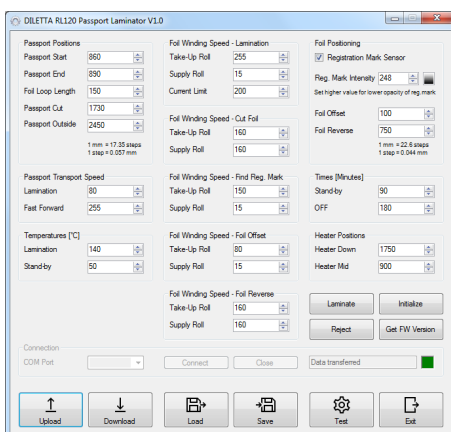 DILETTA RL120 Passport Laminator V1.0
Passport Positions
Passport Start 860
Passport End 890
Foil Loop Length 150
Passport Cut 1730
Passport Outside 2450
1 mm = 17.35 steps
1 step = 0.057 mm
Foil Winding Speed - Lamination
Take-Up Roll 255
Supply Roll 15
Current Limit 200
Foil Winding Speed - Cut Foil
Take-Up Roll 160
Supply Roll 160
Foil Positioning
Registration Mark Sensor
Reg. Mark Intensity 248
Set higher value for lower opacity of reg.mark
Foil Offset 100
Foil Reverse 750
1 mm = 22.6 steps
1 step = 0.044 mm
Passport Transport Speed
Lamination 80
Fast Forward 255
Foil Winding Speed - Find Reg. Mark
Take-Up Roll 150
Supply Roll 15
Times [Minutes]
Stand-by 90
OFF 180
Temperatures [°C]
Lamination 140
Stand-by 50
Foil Winding Speed - Foil Offset
Take-Up Roll 80
Supply Roll 15
Heater Positions
Heater Down 1750
Heater Mid 900
Foil Winding Speed - Foil Reverse
Take-Up Roll 160
Supply Roll 160
Laminate Initialize
Reject Get FW Version
Connection
COM Port Connect Close Data transferred
Upload Download Load Save Test Exit